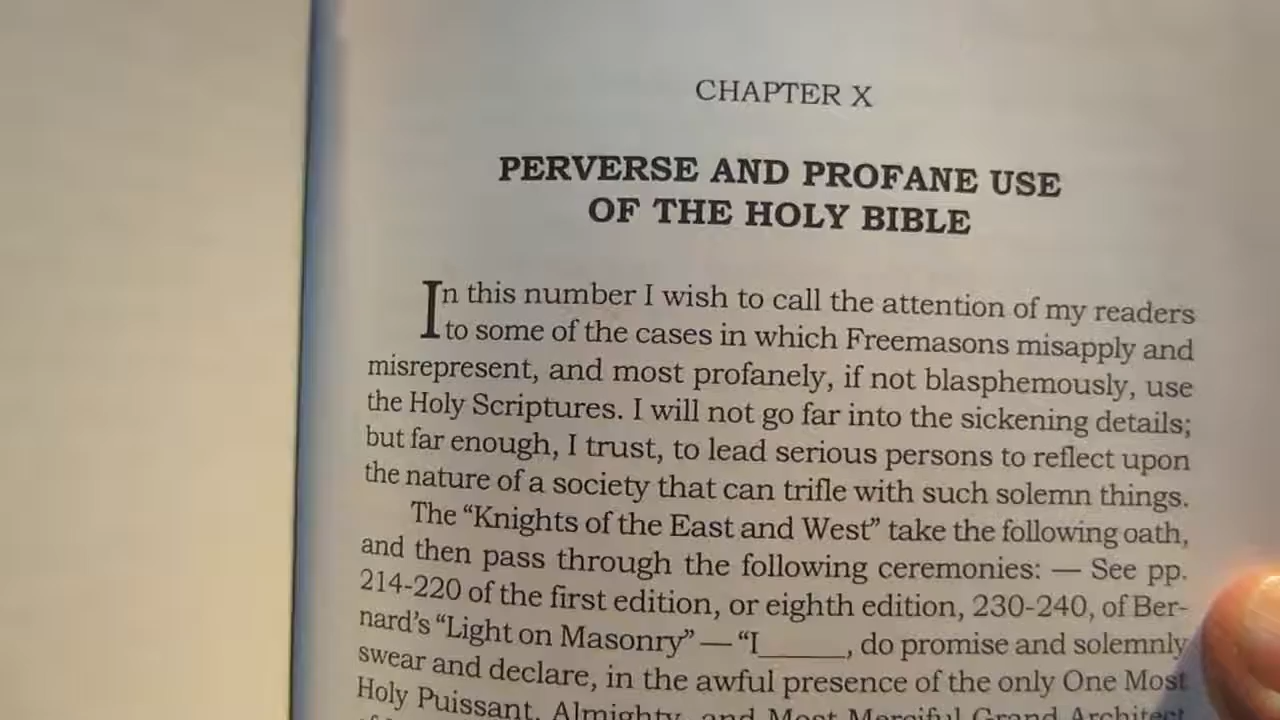 CHAPTER X
PERVERSE AND PROFANE USE
OF THE HOLY BIBLE
In this number I wish to call the attention of my readers
to some of the cases in which Freemasons misapply and
misrepresent, and most profanely, if not blasphemously, use
the Holy Scriptures. I will not go far into the sickening details;
but far enough, I trust, to lead serious persons to reflect upon
the nature of a society that can trifle with such solemn things.
The “Knights of the East and West” take the following oath,
and then pass through the following ceremonies: — See pp.
214-220 of the first edition, or eighth edition, 230-240, of Ber-
nard’s “Light on Masonry” — “I_____, do promise and solemnly
swear and declare, in the awful presence of the only One Most
Holy Puissant, Almighty, and Most Merciful Grand Architect